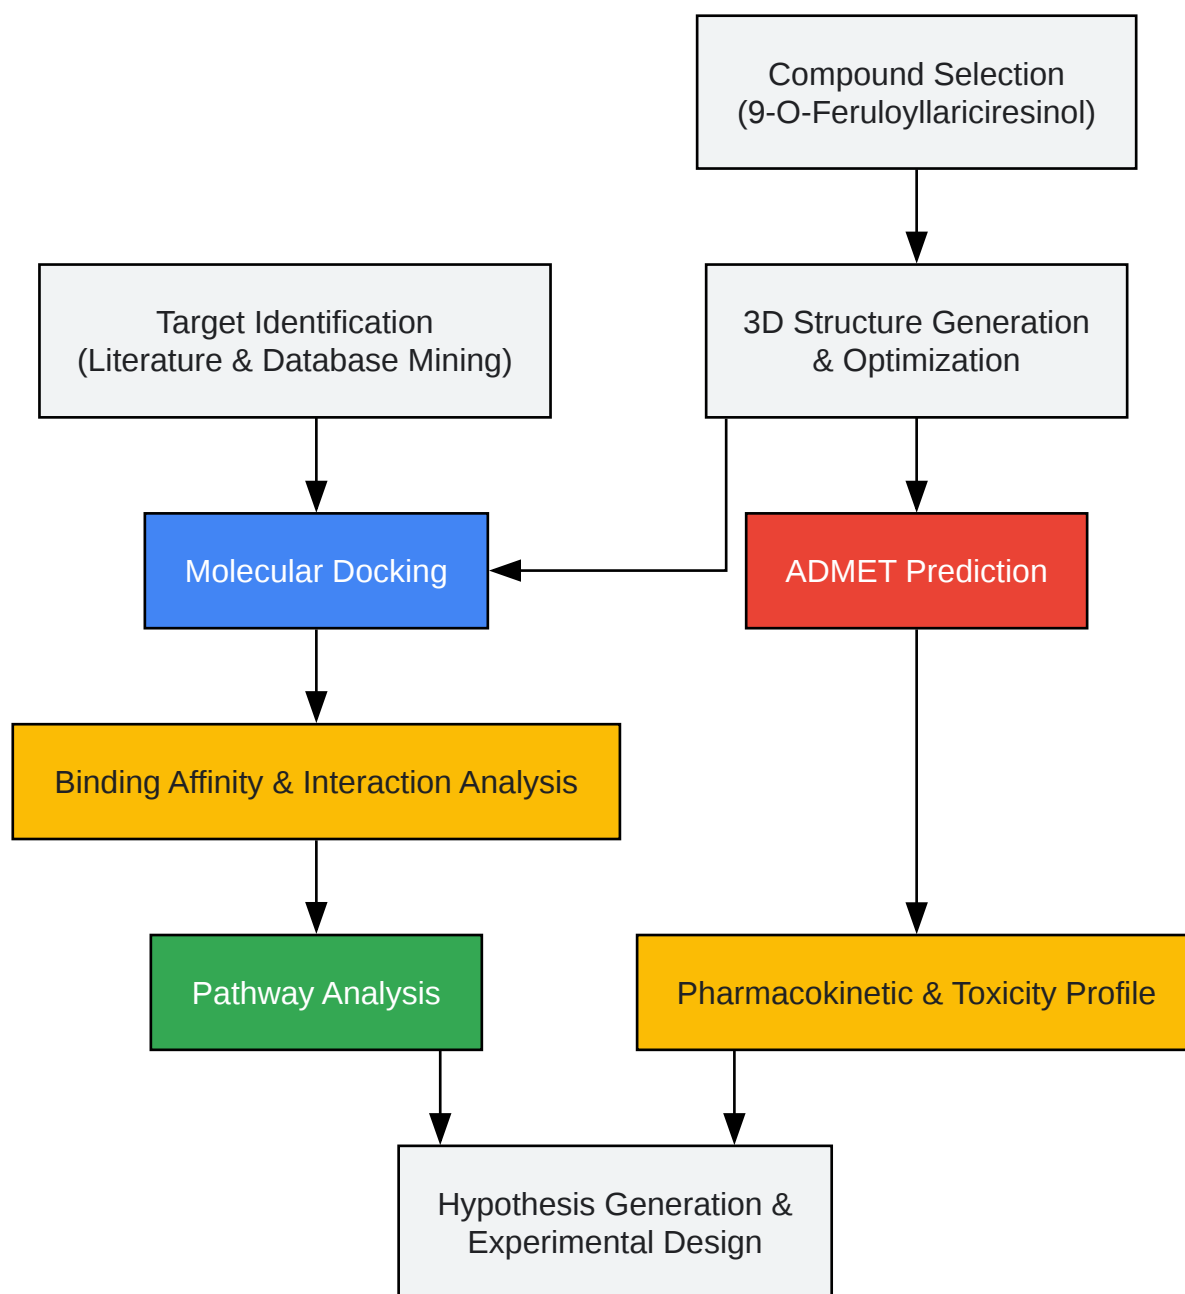 Compound Selection
(9-O-Feruloyllariciresinol)
Target Identification
(Literature & Database Mining)
3D Structure Generation
& Optimization
Molecular Docking
ADMET Prediction
Binding Affinity & Interaction Analysis
Pathway Analysis
Pharmacokinetic & Toxicity Profile
Hypothesis Generation &
Experimental Design